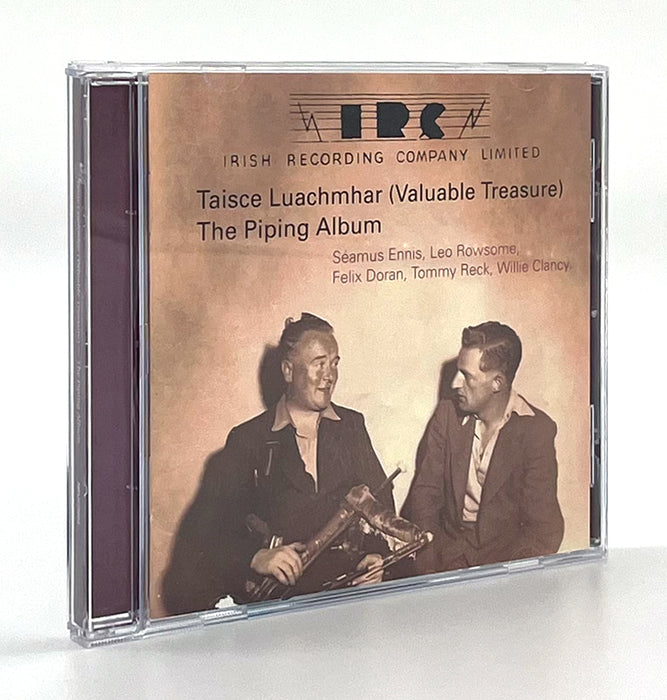 IRC
IRISH RECORDING COMPANY LIMITED
Taisce Luachmhar (Valuable Treasure)
The Piping Album
Séamus Ennis, Leo Rowsome,
Felix Doran, Tommy Reck, Willie Clancy